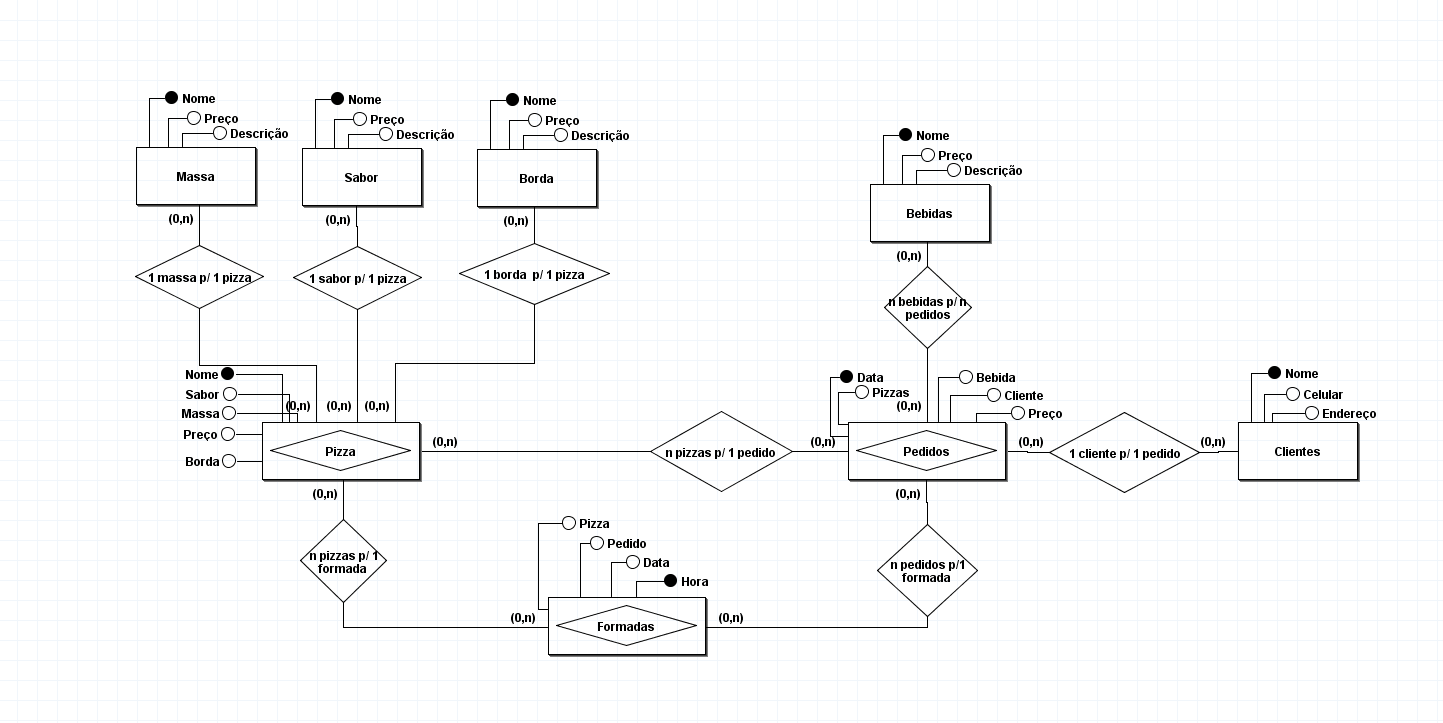 Nome
Preço
Descrição
Massa
(0,n)
1 massa p/ 1 pizza
Nome
Preço
Descrição
Sabor
(0,n)
1 sabor p/ 1 pizza
Nome
Preço
Descrição
Borda
(0,n)
1 borda p/ 1 pizza
Nome
Preço
Descrição
Bebidas
(0,n)
n bebidas p/ n
pedidos
Nome
Sabor
Massa
Preço
Borda
(0,n)
(0,n)
(0,n)
Pizza
(0,n)
n pizzas p/ 1 pedido
(0,n)
Data
Pizzas
(0,n)
Bebida
Cliente
Preço
Pedidos
(0,n)
1 cliente p/ 1 pedido
(0,n)
Nome
Celular
Endereço
Clientes
(0,n)
n pizzas p/ 1
formada
(0,n)
n pedidos p/1
formada
Pizza
Pedido
Data
Hora
(0,n)
Formadas
(0,n)